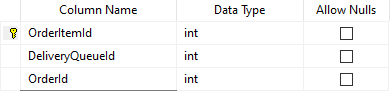 Column Name Data Type Allow Nulls
OrderItemId int
DeliveryQueueId int
OrderId int